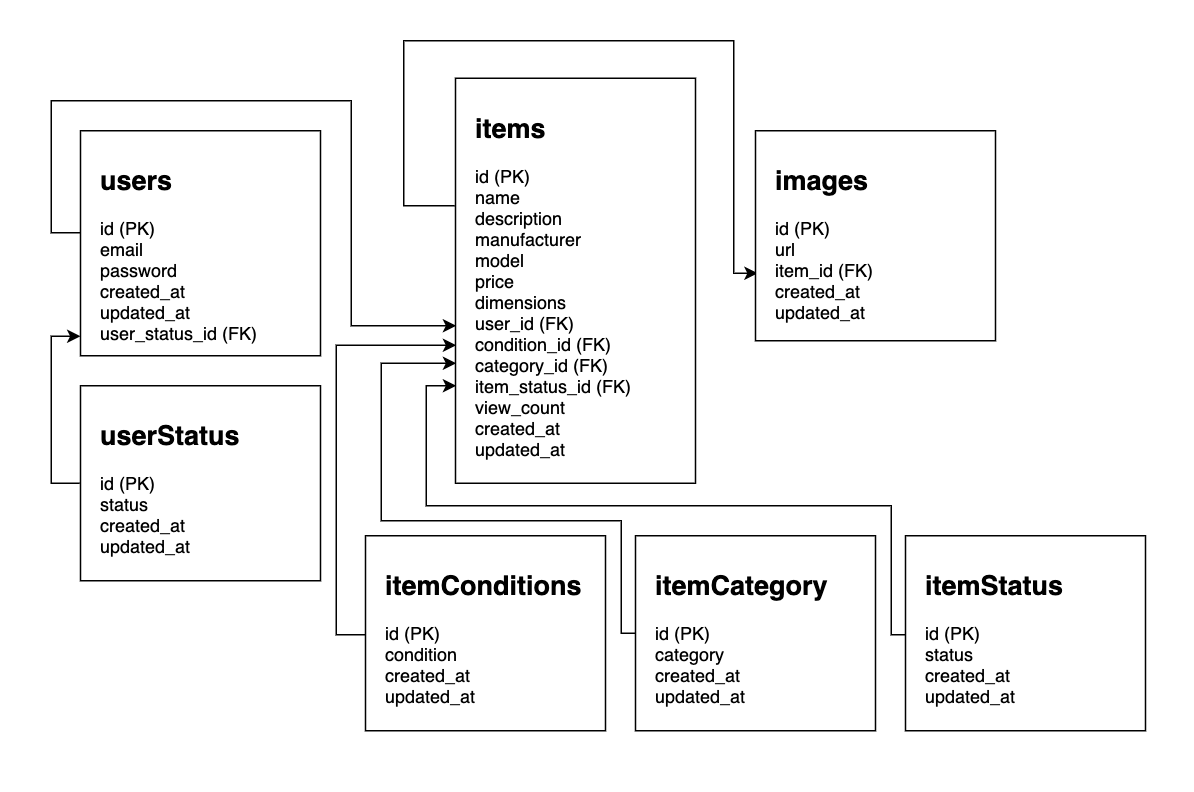 users
id (PK)
email
password
created_at
updated_at
user_status_id (FK)
userStatus
id (PK)
status
created_at
updated_at
items
id (PK)
name
description
manufacturer
model
price
dimensions
user_id (FK)
condition_id (FK)
category_id (FK)
item_status_id (FK)
view_count
created_at
updated_at
images
id (PK)
url
item_id (FK)
created_at
updated_at
itemConditions
id (PK)
condition
created_at
updated_at
itemCategory
id (PK)
category
created_at
updated_at
itemStatus
id (PK)
status
created_at
updated_at